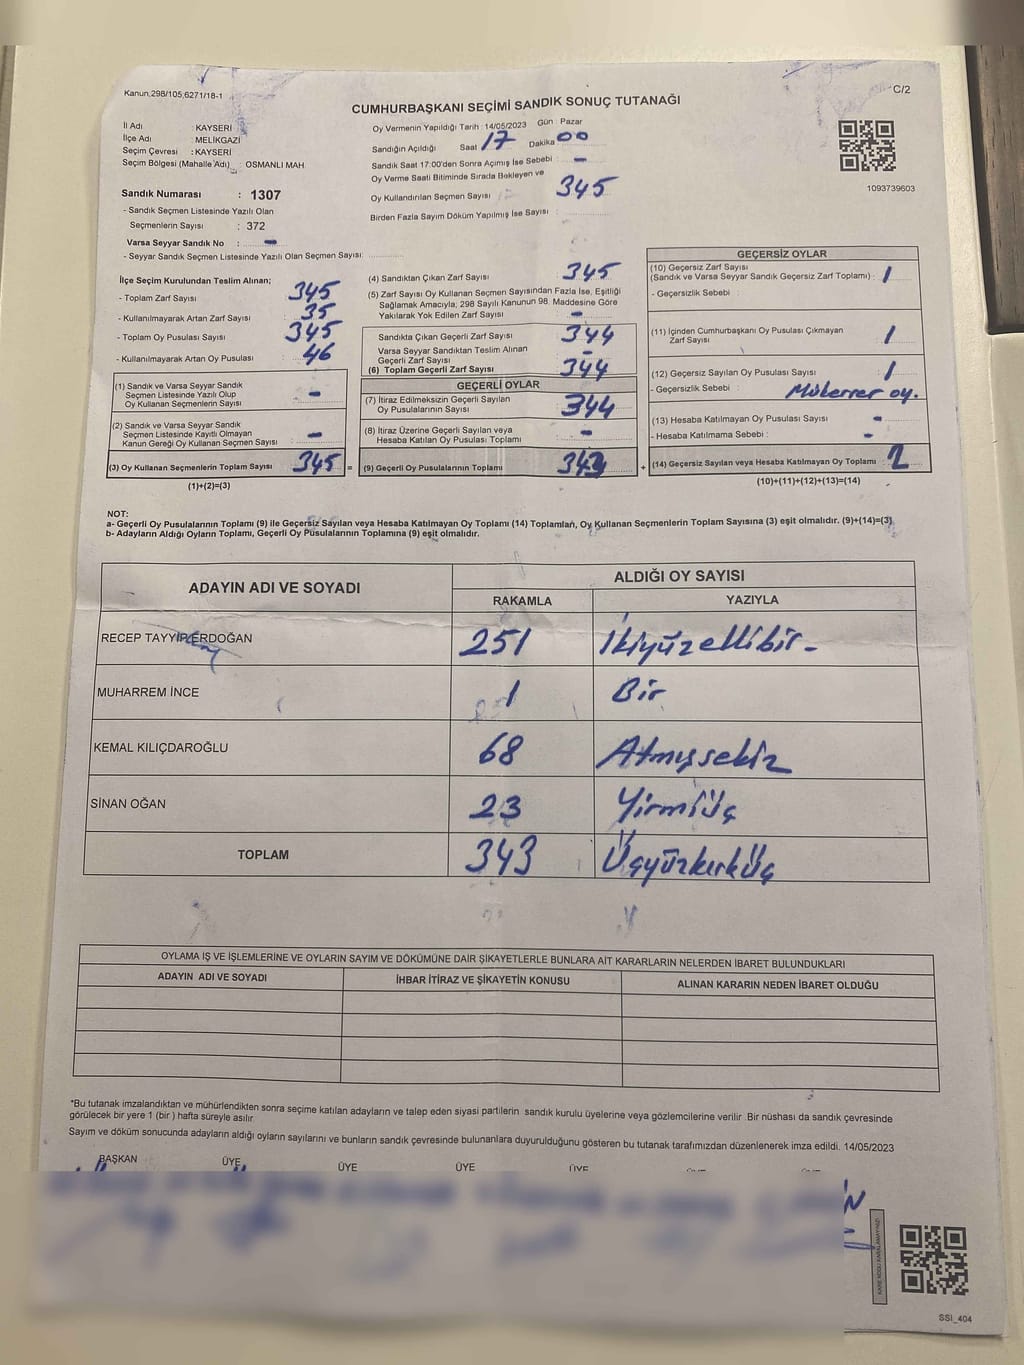 Kanun,298/105,6271/18-1
C/2
CUMHURBAŞKANI SEÇİMİ SANDIK SONUÇ TUTANAĞI
İl Adı : KAYSERİ
İlçe Adı : MELİKGAZİ
Seçim Çevresi : KAYSERİ
Seçim Bölgesi (Mahalle Adı) : OSMANLI MAH.
Sandık Numarası : 1307
- Sandık Seçmen Listesinde Yazılı Olan
Seçmenlerin Sayısı : 372
Varsa Seyyar Sandık No : -
- Seyyar Sandık Seçmen Listesinde Yazılı Olan Seçmen Sayısı:
Oy Vermenin Yapıldığı Tarih :14/05/2023 Gün : Pazar
Sandığın Açıldığı Saat 17 Dakika 00
Sandık Saat 17:00'den Sonra Açımış İse Sebebi : -
Oy Verme Saati Bitiminde Sırada Bekleyen ve
Oy Kullandırılan Seçmen Sayısı 345
Birden Fazla Sayım Döküm Yapılmış İse Sayısı :
1093739603
İlçe Seçim Kurulundan Teslim Alınan;
- Toplam Zarf Sayısı : 345
- Kullanılmayarak Artan Zarf Sayısı : 35
- Toplam Oy Pusulası Sayısı : 345
- Kullanılmayarak Artan Oy Pusulası : 46
(1) Sandık ve Varsa Seyyar Sandık
Seçmen Listesinde Yazılı Olup
Oy Kullanan Seçmenlerin Sayısı : -
(2) Sandık ve Varsa Seyyar Sandık
Seçmen Listesinde Kayıtlı Olmayan
Kanun Gereği Oy Kullanan Seçmen Sayısı : -
(3) Oy Kullanan Seçmenlerin Toplam Sayısı 345 =
(1)+(2)=(3)
(4) Sandıktan Çıkan Zarf Sayısı : 345
(5) Zarf Sayısı Oy Kullanan Seçmen Sayısından Fazla İse, Eşitliği
Sağlamak Amacıyla; 298 Sayılı Kanunun 98. Maddesine Göre
Yakılarak Yok Edilen Zarf Sayısı : -
Sandıkta Çıkan Geçerli Zarf Sayısı : 344
Varsa Seyyar Sandıktan Teslim Alınan
Geçerli Zarf Sayısı : -
(6) Toplam Geçerli Zarf Sayısı : 344
GEÇERLİ OYLAR
(7) İtiraz Edilmeksizin Geçerli Sayılan
Oy Pusulalarının Sayısı : 344
(8) İtiraz Üzerine Geçerli Sayılan veya
Hesaba Katılan Oy Pusulası Toplamı : -
(9) Geçerli Oy Pusulalarının Toplamı : 343 +
GEÇERSİZ OYLAR
(10) Geçersiz Zarf Sayısı
(Sandık ve Varsa Seyyar Sandık Geçersiz Zarf Toplamı) : 1
- Geçersizlik Sebebi :
(11) İçinden Cumhurbaşkanı Oy Pusulası Çıkmayan
Zarf Sayısı : 1
(12) Geçersiz Sayılan Oy Pusulası Sayısı : 1
- Geçersizlik Sebebi : Mükerrer oy.
(13) Hesaba Katılmayan Oy Pusulası Sayısı : -
- Hesaba Katılmama Sebebi : -
(14) Geçersiz Sayılan veya Hesaba Katılmayan Oy Toplamı : 2
(10)+(11)+(12)+(13)=(14)
NOT:
a- Geçerli Oy Pusulalarının Toplamı (9) ile Geçersiz Sayılan veya Hesaba Katılmayan Oy Toplamı (14) Toplamları, Oy Kullanan Seçmenlerin Toplam Sayısına (3) eşit olmalıdır. (9)+(14)=(3)
b- Adayların Aldığı Oyların Toplamı, Geçerli Oy Pusulalarının Toplamına (9) eşit olmalıdır.
ADAYIN ADI VE SOYADI ALDIĞI OY SAYISI
RAKAMLA YAZIYLA
RECEP TAYYİP ERDOĞAN 251 İkiyüzellibir -
MUHARREM İNCE 1 Bir
KEMAL KILIÇDAROĞLU 68 Atmışsekiz
SİNAN OĞAN 23 Yirmiüç
TOPLAM 343 Üçyüzkırküç
OYLAMA İŞ VE İŞLEMLERİNE VE OYLARIN SAYIM VE DÖKÜMÜNE DAİR ŞİKAYETLERLE BUNLARA AİT KARARLARIN NELERDEN İBARET BULUNDUKLARI
ADAYIN ADI VE SOYADI İHBAR İTİRAZ VE ŞİKAYETİN KONUSU ALINAN KARARIN NEDEN İBARET OLDUĞU
*Bu tutanak imzalandıktan ve mühürlendikten sonra seçime katılan adayların ve talep eden siyasi partilerin sandık kurulu üyelerine veya gözlemcilerine verilir .Bir nüshası da sandık çevresinde
görülecek bir yere 1 (bir ) hafta süreyle asılır.
Sayım ve döküm sonucunda adayların aldığı oyların sayılarını ve bunların sandık çevresinde bulunanlara duyurulduğunu gösteren bu tutanak tarafımızdan düzenlenerek imza edildi. 14/05/2023
BAŞKAN ÜYE ÜYE ÜYE ÜYE
KARE KODU KARALAMAYINIZ!
SSI_404